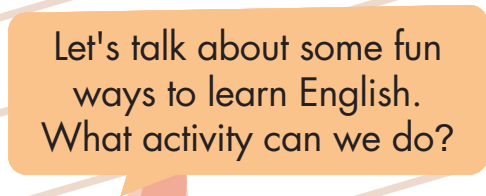 Let's talk about some fun
ways to learn English.
What activity can we do?